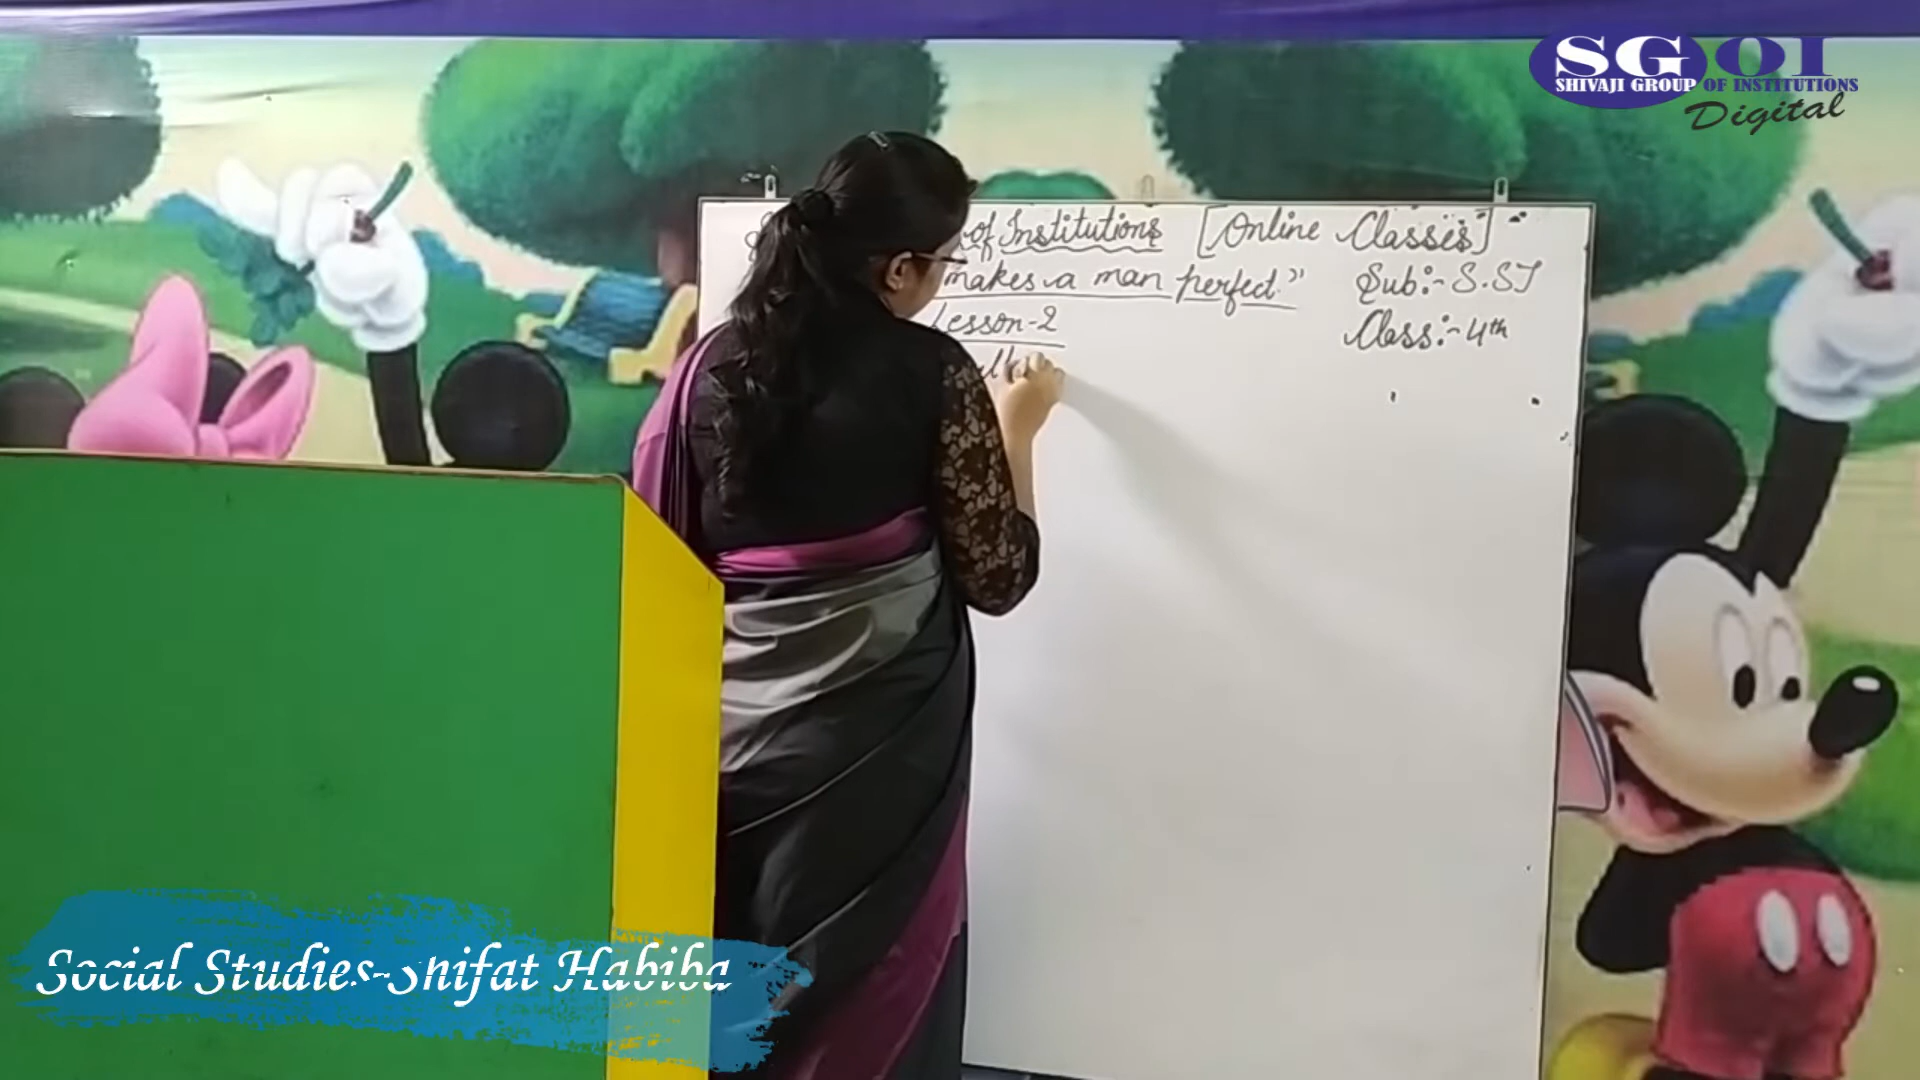 SGOI
SHIVAJI GROUP OF INSTITUTIONS
Digital
of Institutions [Online Classes]
makes a man perfect." Sub:- S.ST
Lesson-2 Class:- 4th
Social Studies-Shifat Habiba